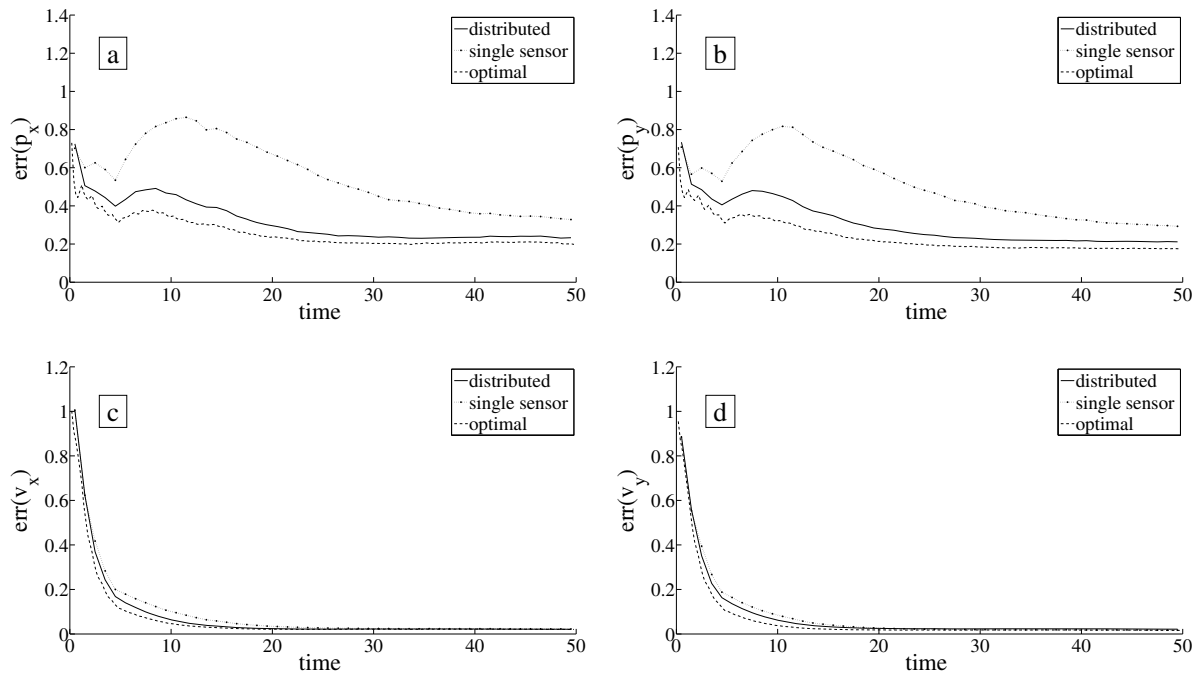 1.4
1.2
1
0.8
0.6
0.4
0.2
0
a
distributed
single sensor
optimal
err(p_x)
0 10 20 30 40 50
time
1.4
1.2
1
0.8
0.6
0.4
0.2
0
b
distributed
single sensor
optimal
err(p_y)
0 10 20 30 40 50
time
1.2
1
0.8
0.6
0.4
0.2
0
c
distributed
single sensor
optimal
err(v_x)
0 10 20 30 40 50
time
1.2
1
0.8
0.6
0.4
0.2
0
d
distributed
single sensor
optimal
err(v_y)
0 10 20 30 40 50
time